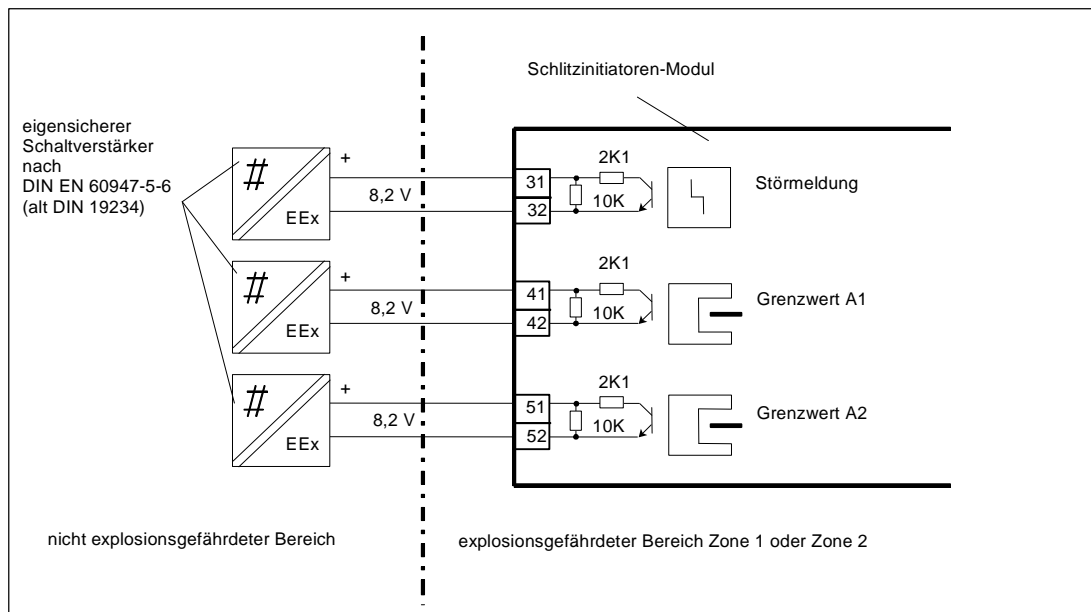 Schlitzinitiatoren-Modul
eigensicherer
Schaltverstärker
nach
DIN EN 60947-5-6
(alt DIN 19234)
+
8,2 V
EEx
31
32
2K1
10K
Störmeldung
+
8,2 V
EEx
41
42
2K1
10K
Grenzwert A1
+
8,2 V
EEx
51
52
2K1
10K
Grenzwert A2
nicht explosionsgefährdeter Bereich
explosionsgefährdeter Bereich Zone 1 oder Zone 2